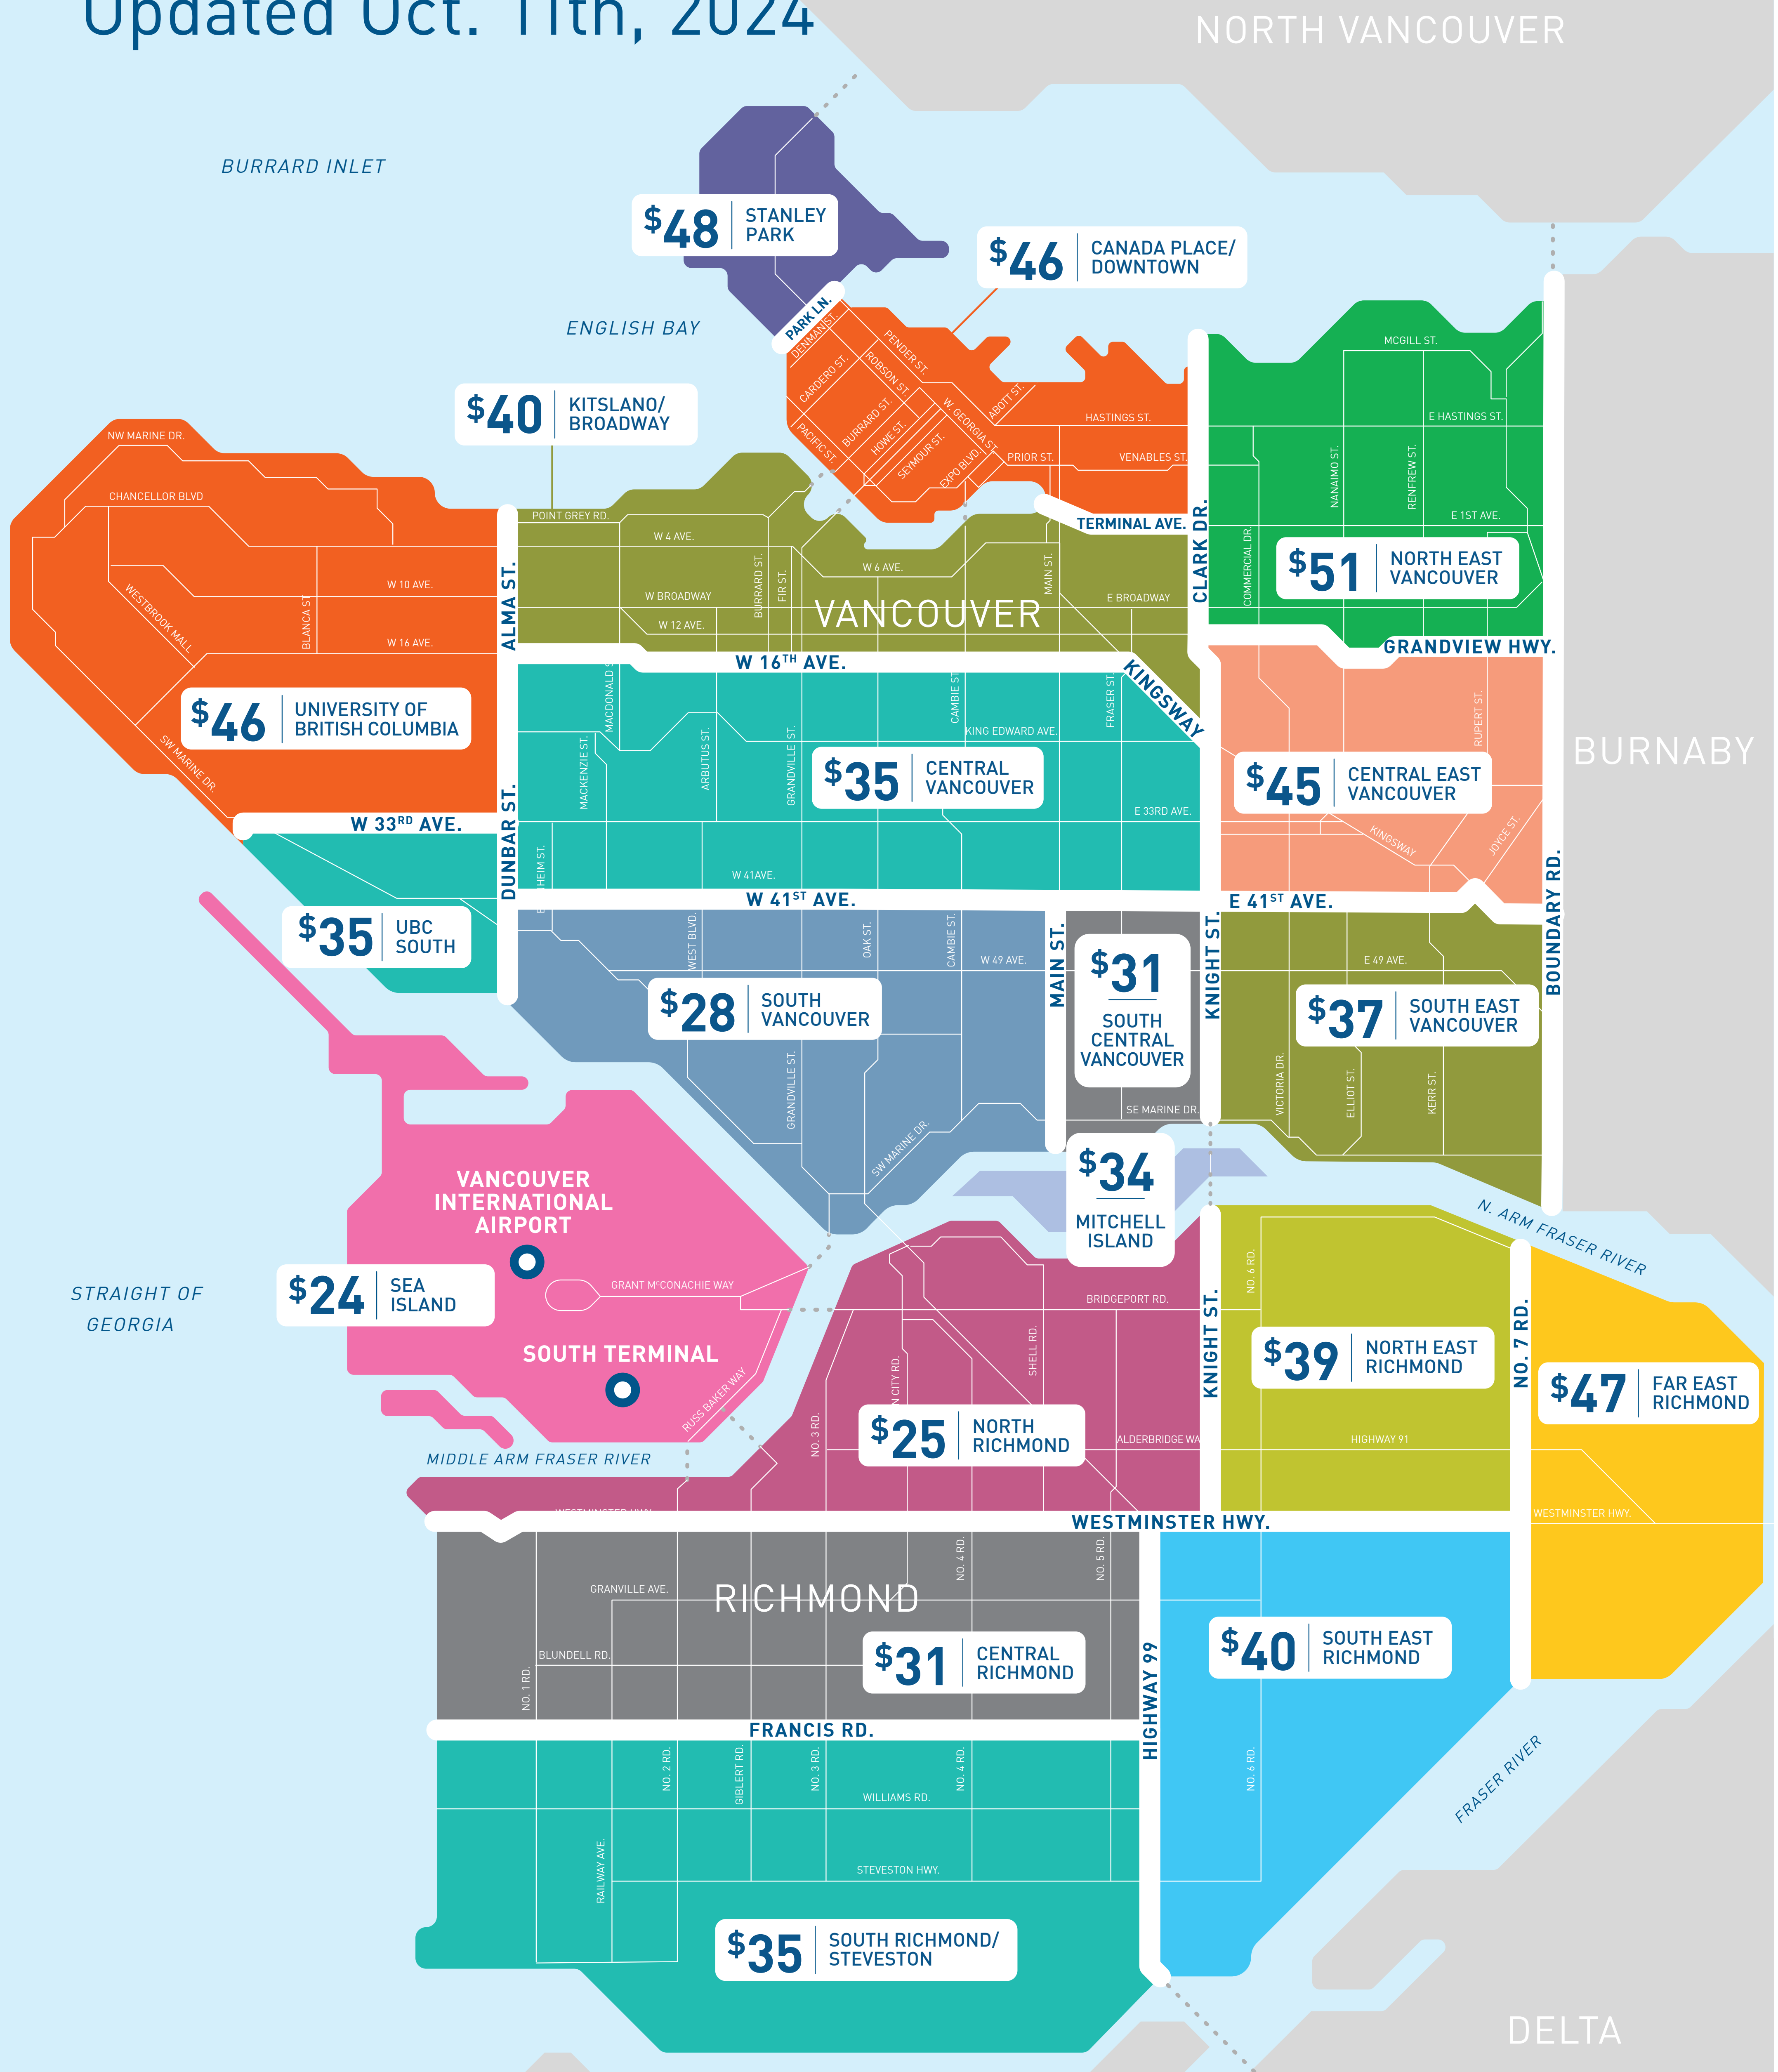 Updated Oct. 11th, 2024
NORTH VANCOUVER
BURRARD INLET
$48
STANLEY
PARK
$46
CANADA PLACE/
DOWNTOWN
PARK LN.
ENGLISH BAY
DENMAN ST.
CARDERO ST.
PENDER ST.
ROBSON ST.
W. GEORGIA ST.
ABOTT ST.
BURRARD ST.
HOWE ST.
SEYMOUR ST.
EXPO BLVD.
PACIFIC ST.
HASTINGS ST.
PRIOR ST.
VENABLES ST.
TERMINAL AVE.
CLARK DR.
MCGILL ST.
E HASTINGS ST.
NANAIMO ST.
RENFREW ST.
E 1ST AVE.
COMMERCIAL DR.
$51
NORTH EAST
VANCOUVER
GRANDVIEW HWY.
$40
KITSLANO/
BROADWAY
NW MARINE DR.
CHANCELLOR BLVD
W 10 AVE.
WESTBROOK MALL
BLANCA ST
W 16 AVE.
$46
UNIVERSITY OF
BRITISH COLUMBIA
SW MARINE DR.
W 33RD AVE.
ALMA ST.
DUNBAR ST.
POINT GREY RD.
W 4 AVE.
BURRARD ST.
FIR ST.
W 6 AVE.
MAIN ST.
W BROADWAY
E BROADWAY
VANCOUVER
W 12 AVE.
W 16TH AVE.
KINGSWAY
MACDONALD S
CAMBIE ST
FRASER ST.
KING EDWARD AVE.
MACKENZIE ST.
ARBUTUS ST.
GRANDVILLE ST.
$35
CENTRAL
VANCOUVER
E 33RD AVE.
W 41AVE.
W 41ST AVE.
RUPERT ST.
$45
CENTRAL EAST
VANCOUVER
KINGSWAY
JOYCE ST.
BURNABY
BOUNDARY RD.
E 41ST AVE.
$35
UBC
SOUTH
WEST BLVD.
OAK ST.
CAMBIE ST.
W 49 AVE.
$28
SOUTH
VANCOUVER
GRANDVILLE ST.
SW MARINE DR.
MAIN ST.
$31
SOUTH
CENTRAL
VANCOUVER
SE MARINE DR.
KNIGHT ST.
E 49 AVE.
$37
SOUTH EAST
VANCOUVER
VICTORIA DR.
ELLIOT ST.
KERR ST.
$34
MITCHELL
ISLAND
N. ARM FRASER RIVER
VANCOUVER
INTERNATIONAL
AIRPORT
GRANT McCONACHIE WAY
$24
SEA
ISLAND
STRAIGHT OF
GEORGIA
SOUTH TERMINAL
RUSS BAKER WAY
MIDDLE ARM FRASER RIVER
BRIDGEPORT RD.
SHELL RD.
N CITY RD.
NO. 3 RD.
$25
NORTH
RICHMOND
ALDERBRIDGE WA
KNIGHT ST.
NO. 6 RD.
$39
NORTH EAST
RICHMOND
HIGHWAY 91
NO. 7 RD.
$47
FAR EAST
RICHMOND
WESTMINSTER HWY.
WESTMINSTER HWY.
NO. 4 RD.
NO. 5 RD.
GRANVILLE AVE.
RICHMOND
BLUNDELL RD.
NO. 1 RD.
$31
CENTRAL
RICHMOND
$40
SOUTH EAST
RICHMOND
HIGHWAY 99
FRANCIS RD.
NO. 2 RD.
GIBLERT RD.
NO. 3 RD.
NO. 4 RD.
NO. 6 RD.
WILLIAMS RD.
RAILWAY AVE.
STEVESTON HWY.
FRASER RIVER
$35
SOUTH RICHMOND/
STEVESTON
DELTA